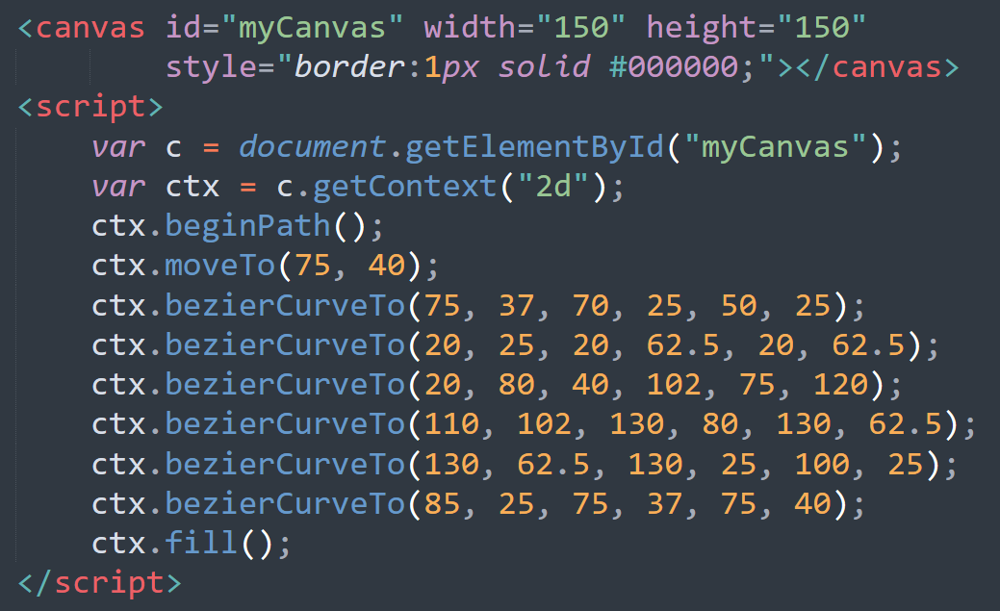 <canvas id="myCanvas" width="150" height="150"
        style="border:1px solid #000000;"></canvas>
<script>
    var c = document.getElementById("myCanvas");
    var ctx = c.getContext("2d");
    ctx.beginPath();
    ctx.moveTo(75, 40);
    ctx.bezierCurveTo(75, 37, 70, 25, 50, 25);
    ctx.bezierCurveTo(20, 25, 20, 62.5, 20, 62.5);
    ctx.bezierCurveTo(20, 80, 40, 102, 75, 120);
    ctx.bezierCurveTo(110, 102, 130, 80, 130, 62.5);
    ctx.bezierCurveTo(130, 62.5, 130, 25, 100, 25);
    ctx.bezierCurveTo(85, 25, 75, 37, 75, 40);
    ctx.fill();
</script>